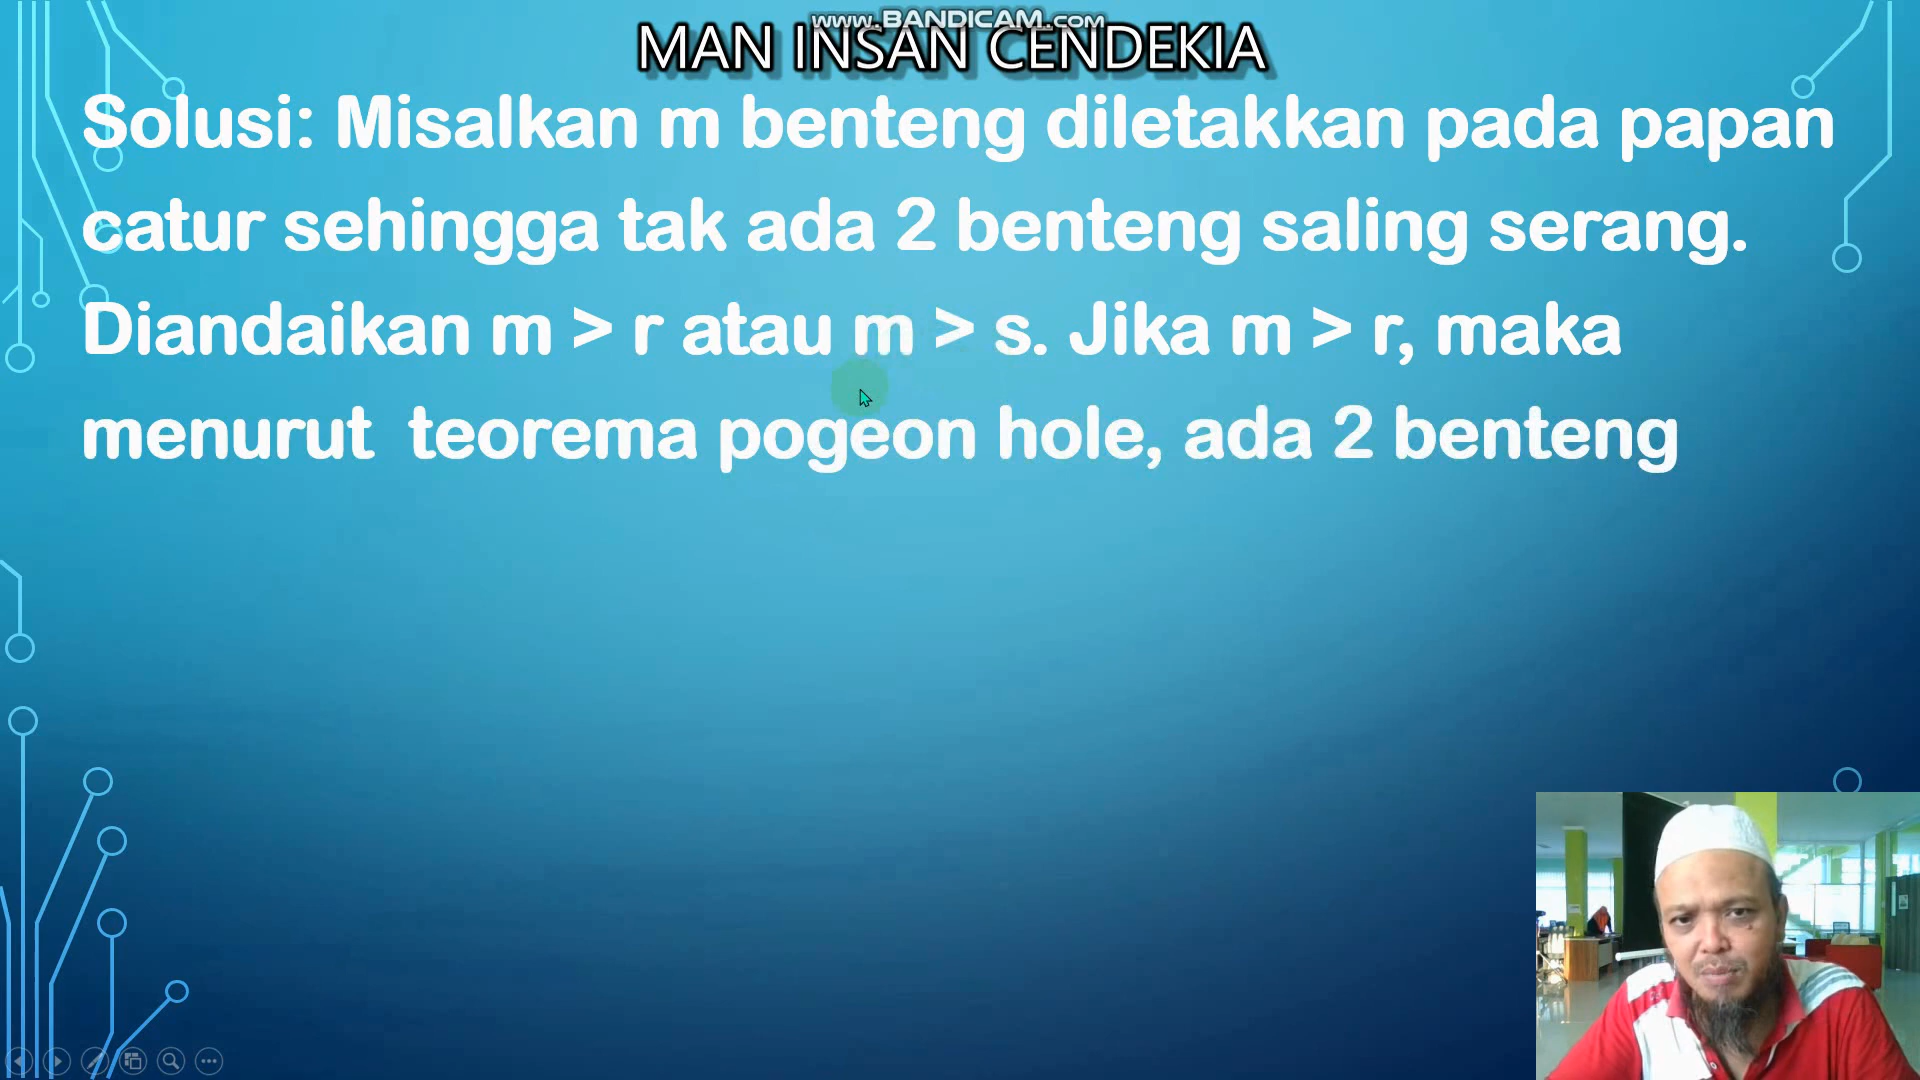 www.BANDICAM.com
MAN INSAN CENDEKIA
Solusi: Misalkan m benteng diletakkan pada papan
catur sehingga tak ada 2 benteng saling serang.
Diandaikan m > r atau m > s. Jika m > r, maka
menurut teorema pogeon hole, ada 2 benteng